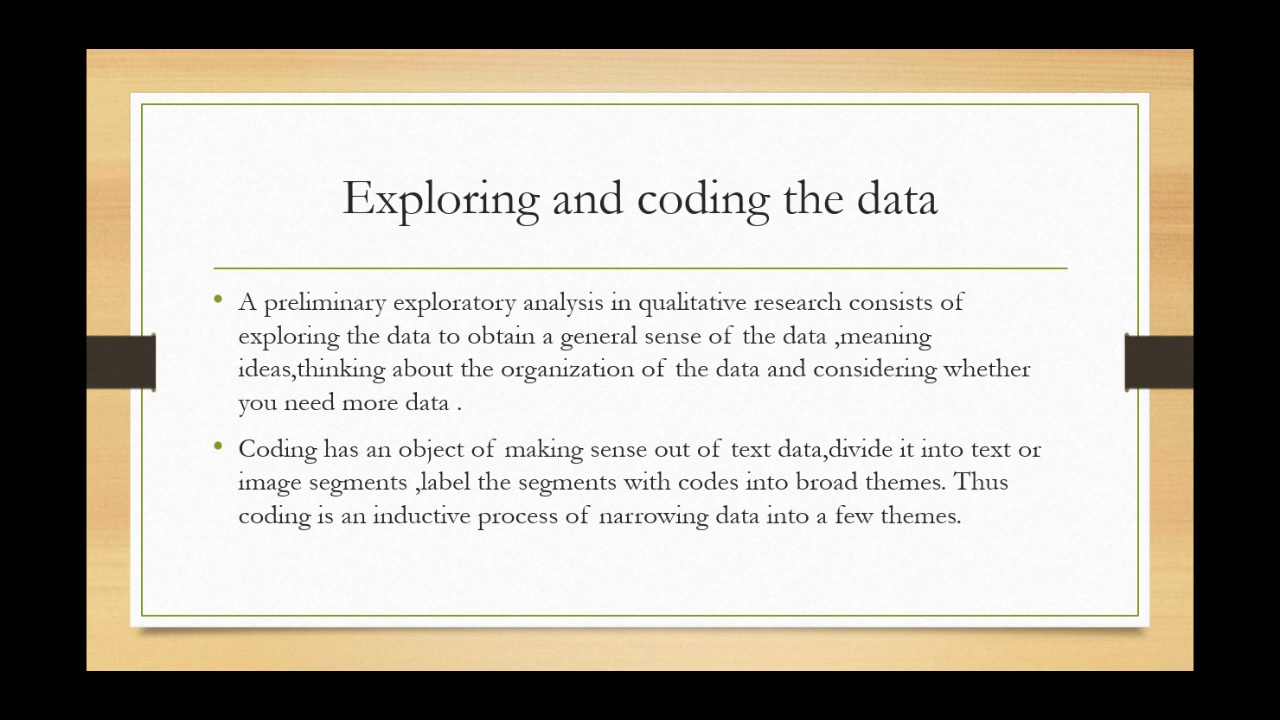 Exploring and coding the data
• A preliminary exploratory analysis in qualitative research consists of
exploring the data to obtain a general sense of the data ,meaning
ideas,thinking about the organization of the data and considering whether
you need more data .
• Coding has an object of making sense out of text data,divide it into text or
image segments ,label the segments with codes into broad themes. Thus
coding is an inductive process of narrowing data into a few themes.